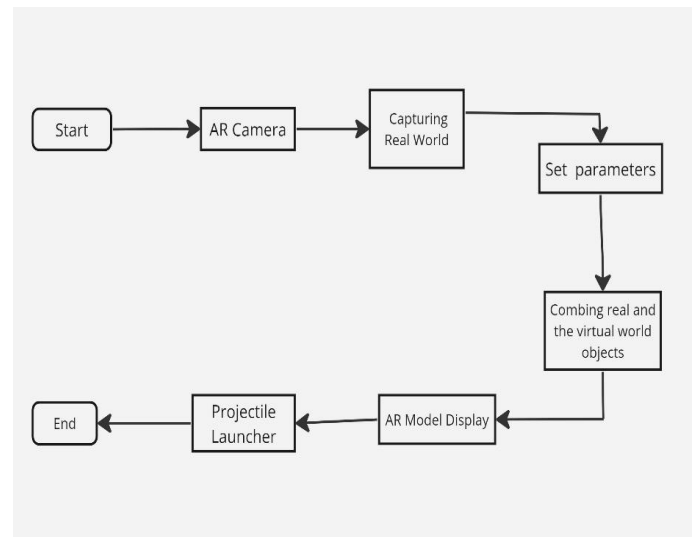 Start
AR Camera
Capturing
Real World
Set parameters
Combing real and
the virtual world
objects
AR Model Display
Projectile
Launcher
End